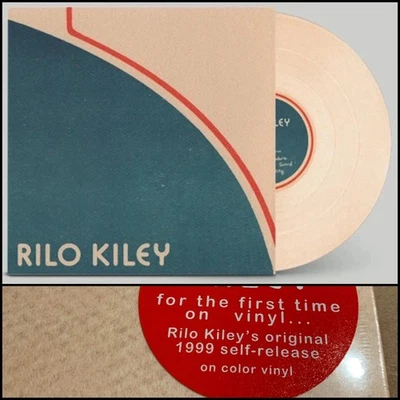 RILO KILEY
for the first time
on vinyl...
Rilo Kiley's original
1999 self-release
on color vinyl